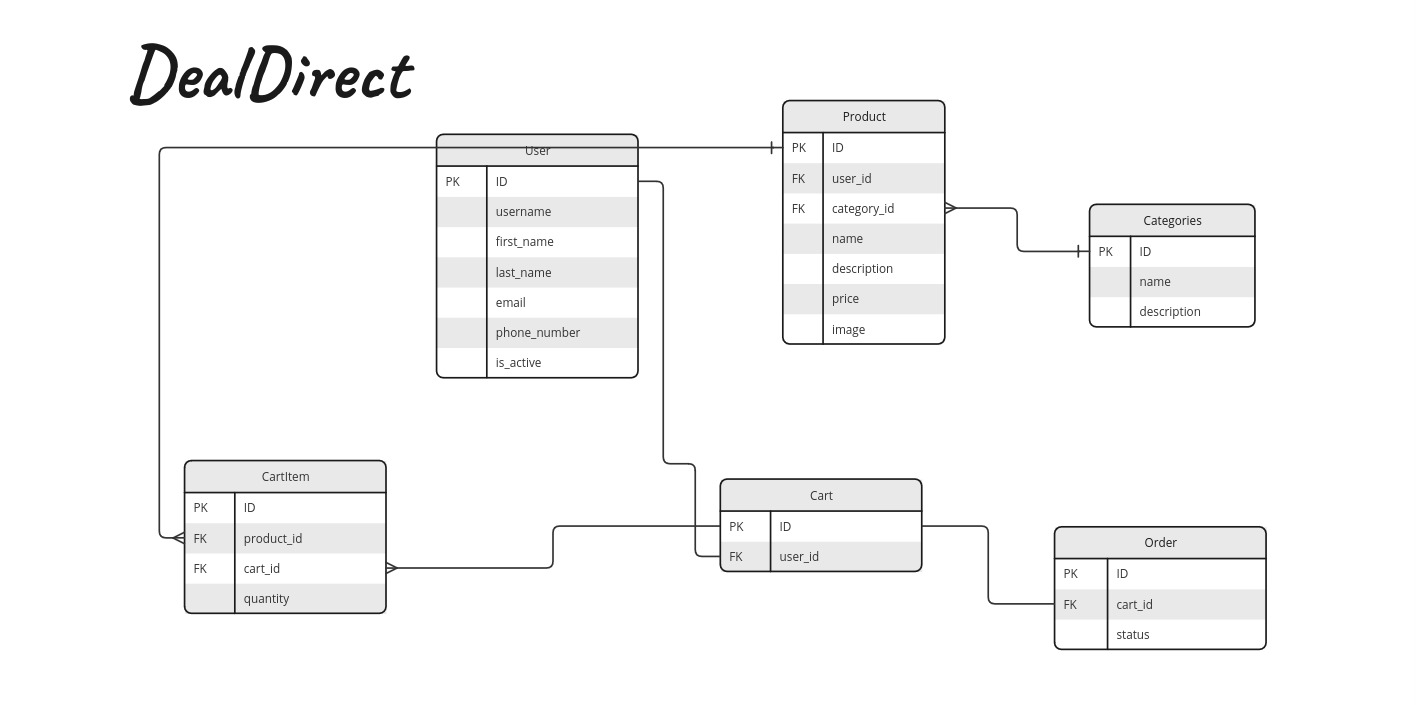 DealDirect
Product
PK ID
FK user_id
FK category_id
name
description
price
image
User
PK ID
username
first_name
last_name
email
phone_number
is_active
Categories
PK ID
name
description
CartItem
PK ID
FK product_id
FK cart_id
quantity
Cart
PK ID
FK user_id
Order
PK ID
FK cart_id
status